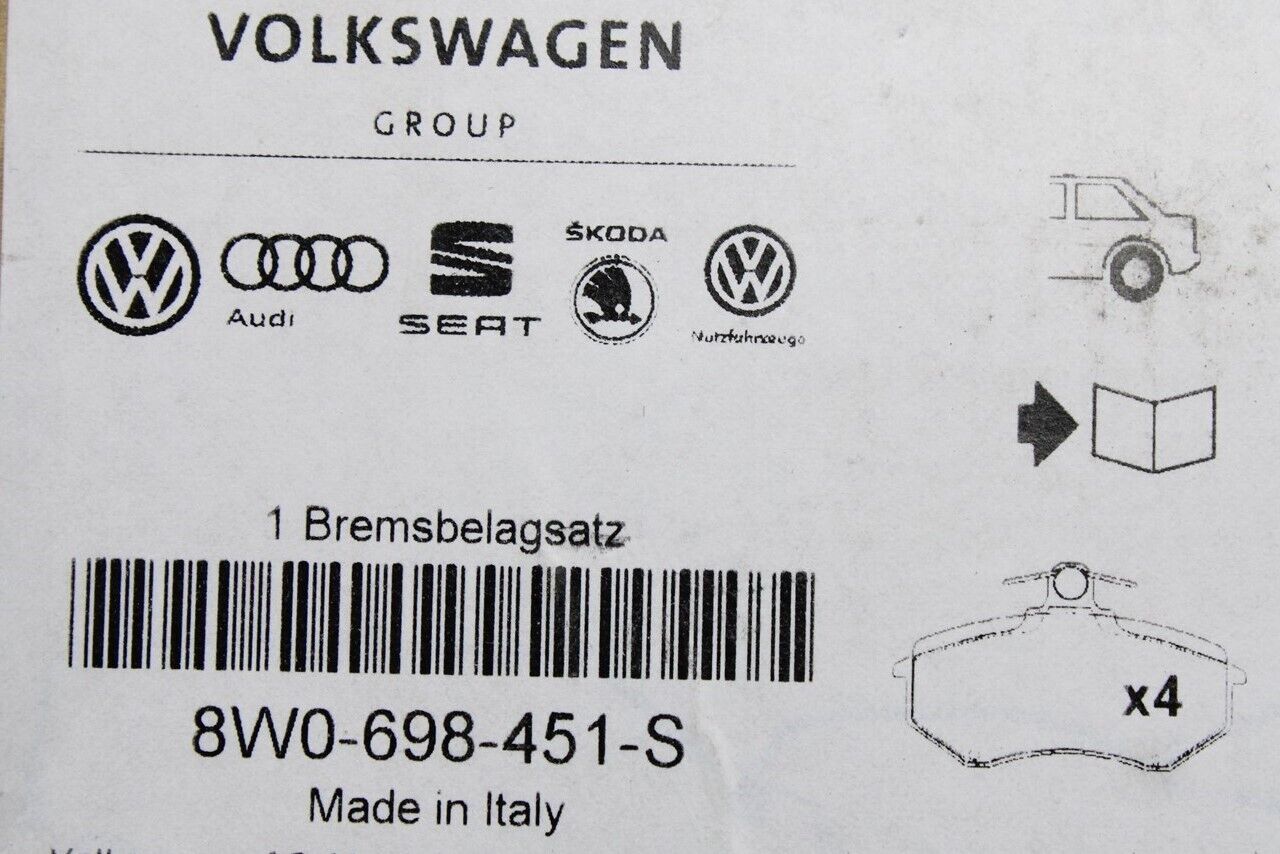 VOLKSWAGEN
GROUP
Audi
SEAT
ŠKODA
Nutzfahrzeuge
1 Bremsbelagsatz
x4
8W0-698-451-S
Made in Italy